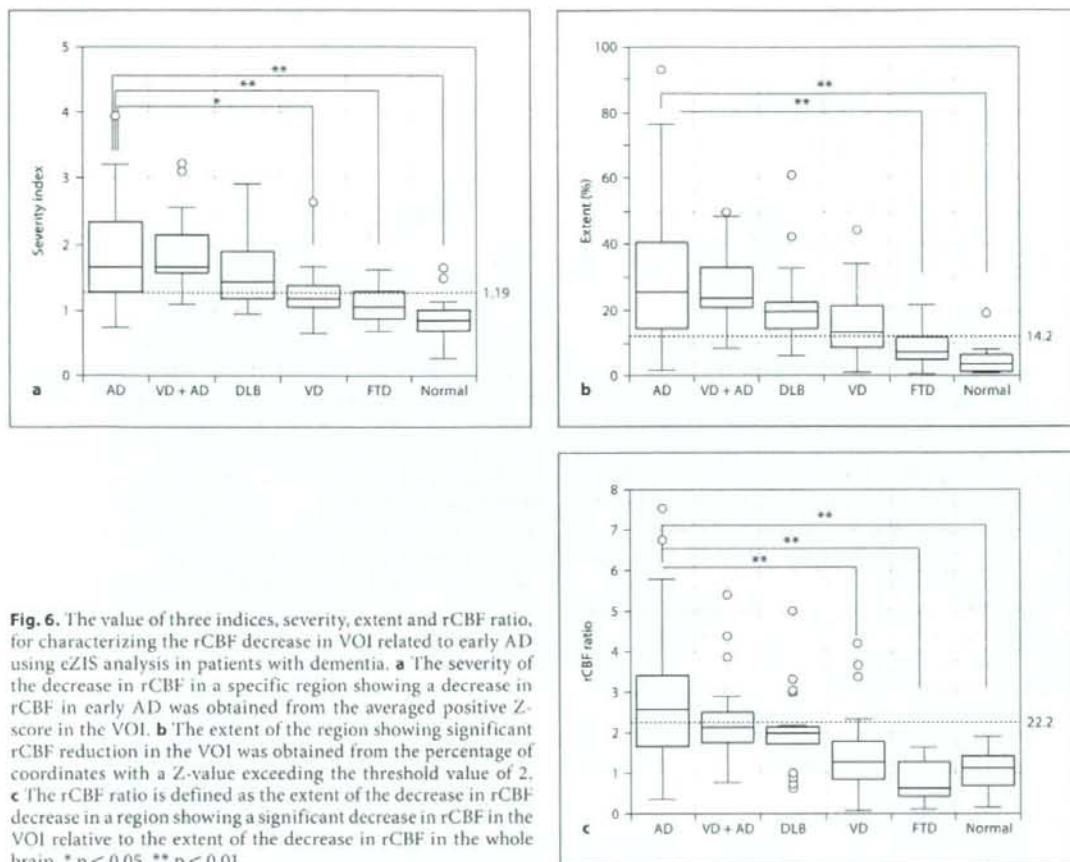 5
4
3
2
1
0
Severity index
**
**
*
1.19
a
AD
VD + AD
DLB
VD
FTD
Normal
100
80
60
40
20
0
Extent (%)
**
**
14.2
b
AD
VD + AD
DLB
VD
FTD
Normal
8
7
6
5
4
3
2
1
0
rCBF ratio
**
**
**
22.2
c
AD
VD + AD
DLB
VD
FTD
Normal
Fig. 6. The value of three indices, severity, extent and rCBF ratio,
for characterizing the rCBF decrease in VOI related to early AD
using eZIS analysis in patients with dementia. a The severity of
the decrease in rCBF in a specific region showing a decrease in
rCBF in early AD was obtained from the averaged positive Z-
score in the VOI. b The extent of the region showing significant
rCBF reduction in the VOI was obtained from the percentage of
coordinates with a Z-value exceeding the threshold value of 2.
c The rCBF ratio is defined as the extent of the decrease in rCBF
decrease in a region showing a significant decrease in rCBF in the
VOI relative to the extent of the decrease in rCBF in the whole
brain. * p < 0.05, ** p < 0.01.